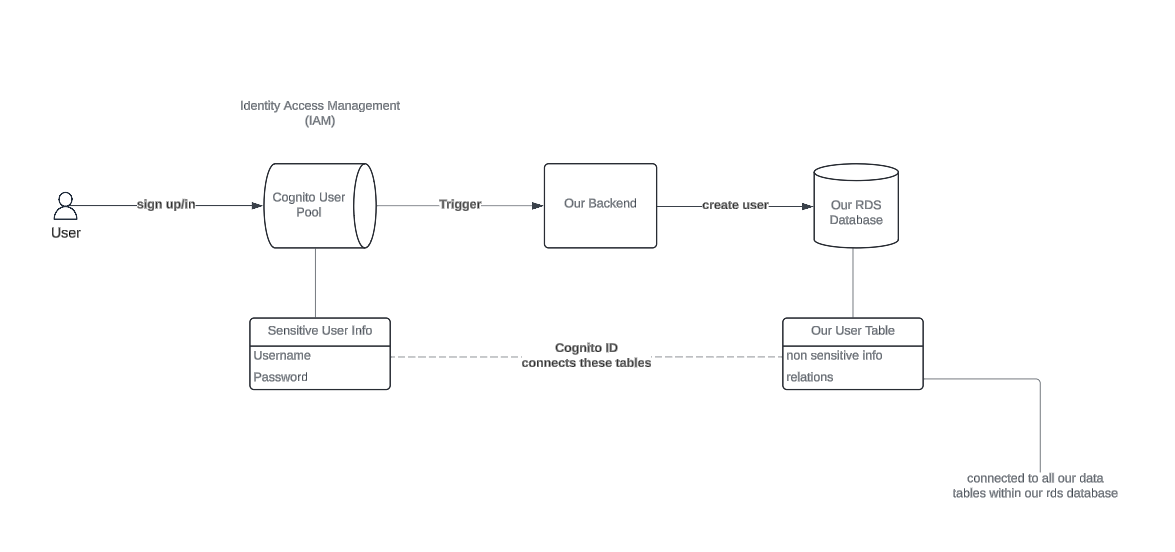 Identity Access Management
(IAM)
User
sign up/in
Cognito User
Pool
Trigger
Our Backend
create user
Our RDS
Database
Sensitive User Info
Username
Password
Cognito ID
connects these tables
Our User Table
non sensitive info
relations
connected to all our data
tables within our rds database